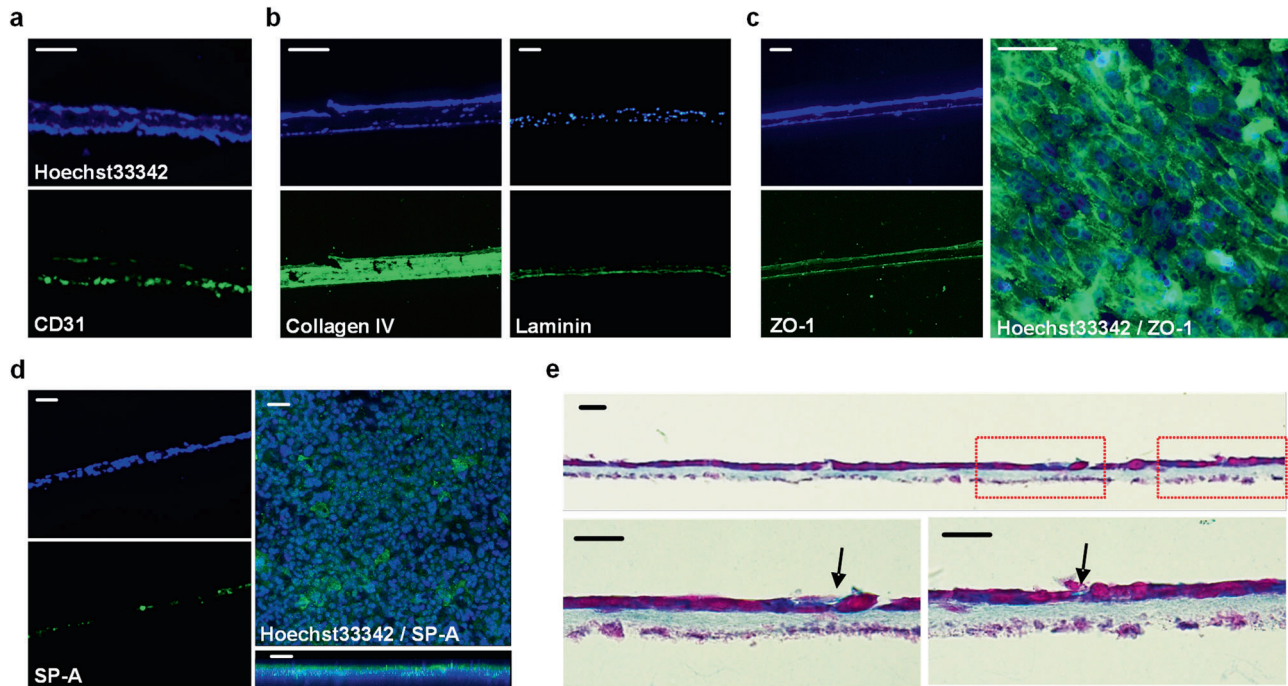 a
b
c
Hoechst33342
CD31
Collagen IV
Laminin
ZO-1
Hoechst33342 / ZO-1
d
e
Hoechst33342 / SP-A
SP-A